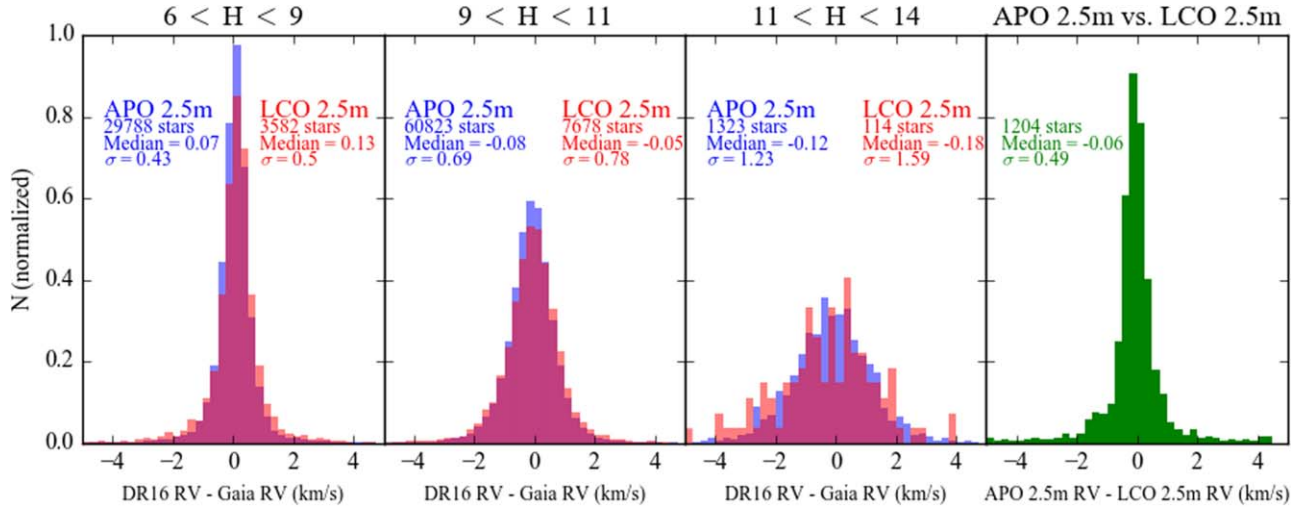 6 < H < 9
9 < H < 11
11 < H < 14
APO 2.5m vs. LCO 2.5m
N (normalized)
1.0
0.8
0.6
0.4
0.2
0.0
APO 2.5m
29788 stars
Median = 0.07
σ = 0.43
LCO 2.5m
3582 stars
Median = 0.13
σ = 0.5
APO 2.5m
60823 stars
Median = -0.08
σ = 0.69
LCO 2.5m
7678 stars
Median = -0.05
σ = 0.78
APO 2.5m
1323 stars
Median = -0.12
σ = 1.23
LCO 2.5m
114 stars
Median = -0.18
σ = 1.59
1204 stars
Median = -0.06
σ = 0.49
−4 −2 0 2 4
−4 −2 0 2 4
−4 −2 0 2 4
−4 −2 0 2 4
DR16 RV - Gaia RV (km/s)
DR16 RV - Gaia RV (km/s)
DR16 RV - Gaia RV (km/s)
APO 2.5m RV - LCO 2.5m RV (km/s)